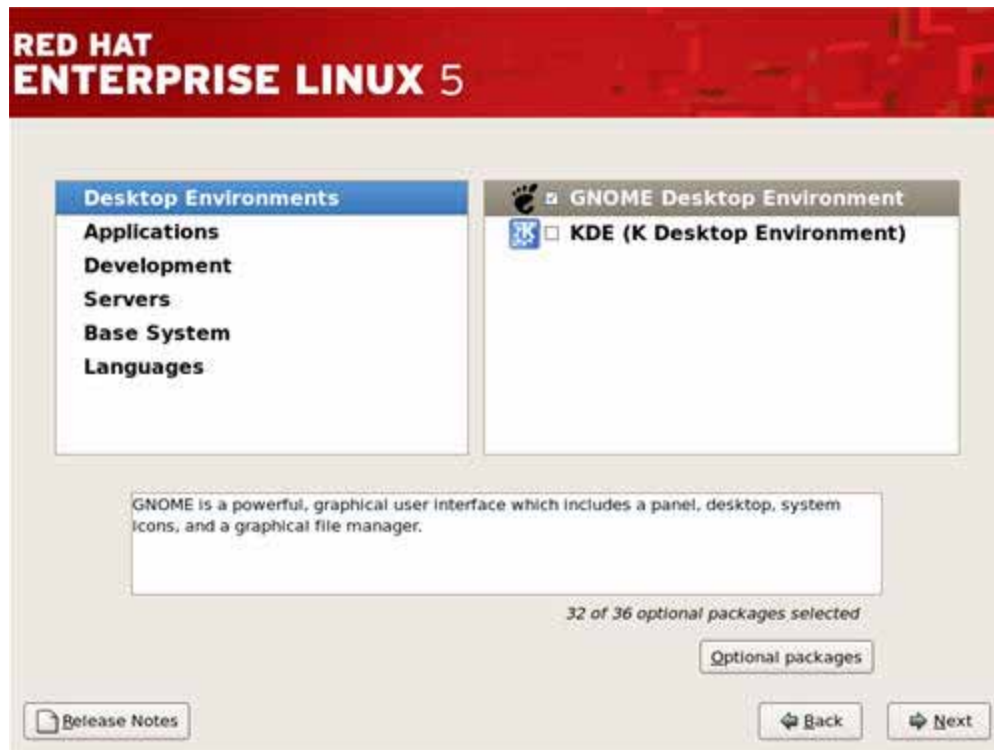 RED HAT
ENTERPRISE LINUX 5
Desktop Environments
Applications
Development
Servers
Base System
Languages
GNOME Desktop Environment
KDE (K Desktop Environment)
GNOME is a powerful, graphical user interface which includes a panel, desktop, system
icons, and a graphical file manager.
32 of 36 optional packages selected
Optional packages
Release Notes
Back
Next